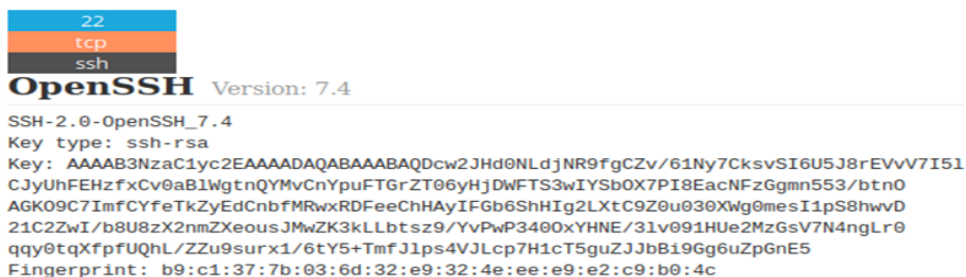 22
tcp
ssh
OpenSSH Version: 7.4
SSH-2.0-OpenSSH_7.4
Key type: ssh-rsa
Key: AAAAB3NzaC1yc2EAAAADAQABAAABAQDcw2JHd0NLdjNR9fgCZv/61Ny7CksvSI6U5J8rEVvV7I5l
CJyUhFEHzfxCv0aBlWgtnQYMvCnYpuFTGrZT06yHjDWFTS3wIYSbOX7PI8EacNFzGgmn553/btnO
AGKO9C7ImfCYfeTkZyEdCnbfMRwxRDFeeChHAyIFGb6ShHIg2LXtC9Z0u030XWg0mesI1pS8hwvD
21C2ZwI/b8U8zX2nmZXeousJMwZK3kLLbtsz9/YvPwP340OxYHNE/3lv091HUe2MzGsV7N4ngLr0
qqy0tqXfpfUQhL/ZZu9surx1/6tY5+TmfJlps4VJLcp7H1cT5guZJJbBi9Gg6uZpGnE5
Fingerprint: b9:c1:37:7b:03:6d:32:e9:32:4e:ee:e9:e2:c9:b0:4c